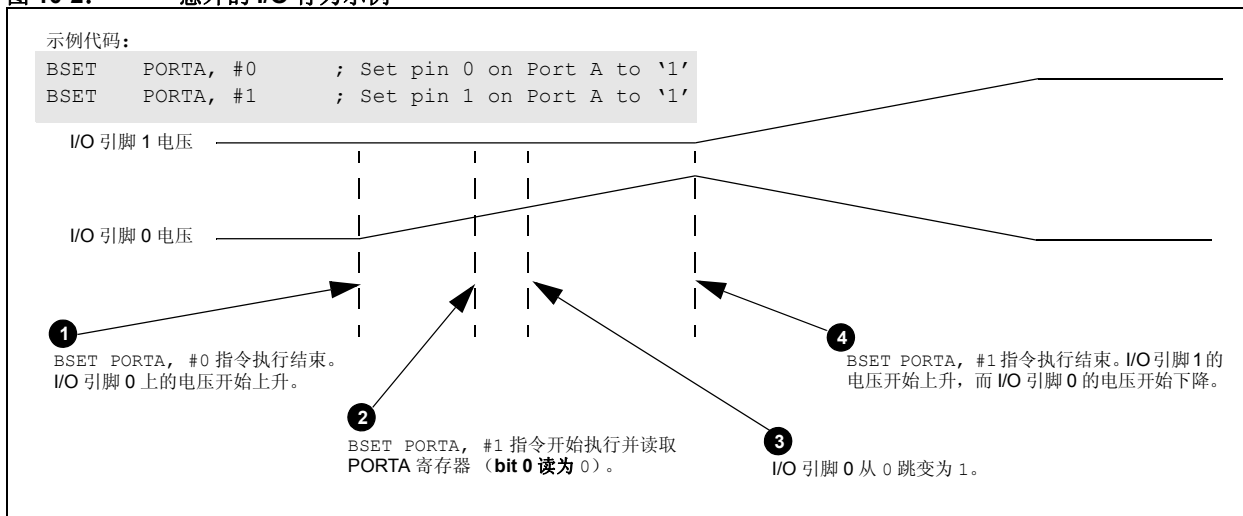 示例代码：
BSET PORTA, #0 ; Set pin 0 on Port A to ‘1’
BSET PORTA, #1 ; Set pin 1 on Port A to ‘1’
I/O 引脚 1 电压
I/O 引脚 0 电压
1
BSET PORTA, #0 指令执行结束。
I/O 引脚 0 上的电压开始上升。
2
BSET PORTA, #1 指令开始执行并读取
PORTA 寄存器 （bit 0 读为 0）。
3
I/O 引脚 0 从 0 跳变为 1。
4
BSET PORTA, #1 指令执行结束。I/O 引脚 1 的
电压开始上升，而 I/O 引脚 0 的电压开始下降。